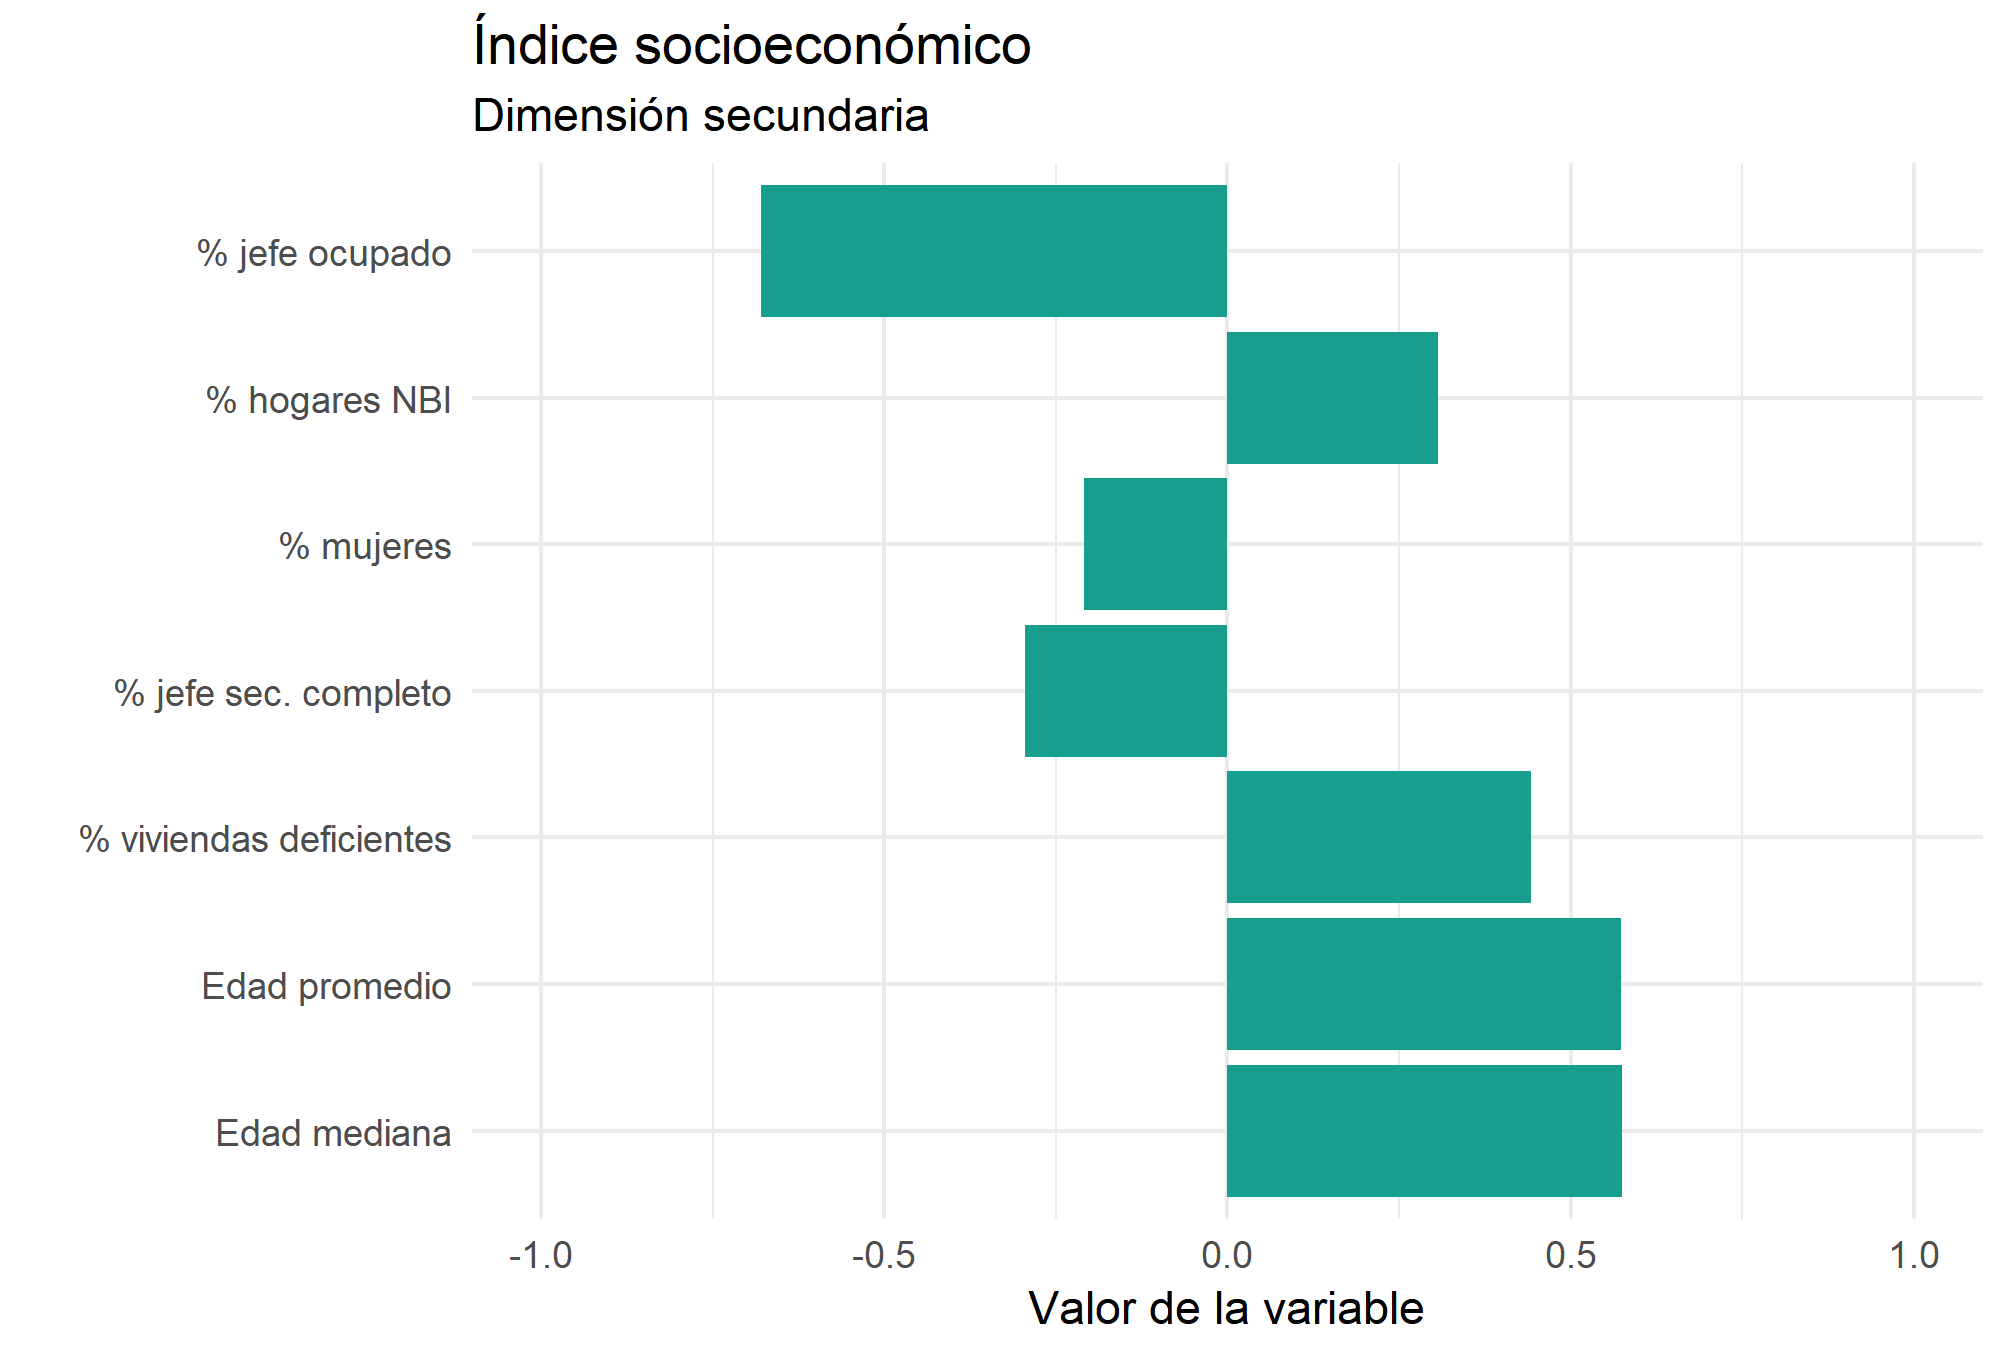 Índice socioeconómico
Dimensión secundaria
% jefe ocupado
% hogares NBI
% mujeres
% jefe sec. completo
% viviendas deficientes
Edad promedio
Edad mediana
-1.0 -0.5 0.0 0.5 1.0
Valor de la variable